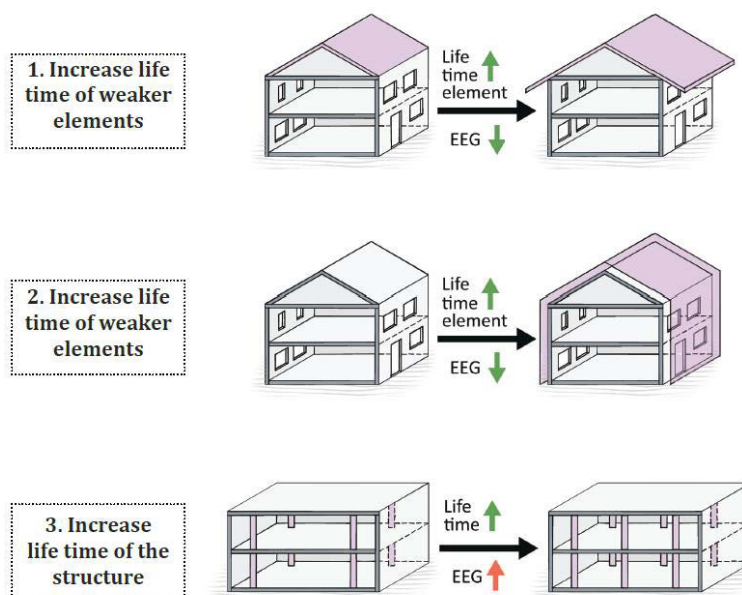 1. Increase life
time of weaker
elements
Life
time
element
EEG
2. Increase life
time of weaker
elements
Life
time
element
EEG
3. Increase
life time of the
structure
Life
time
EEG